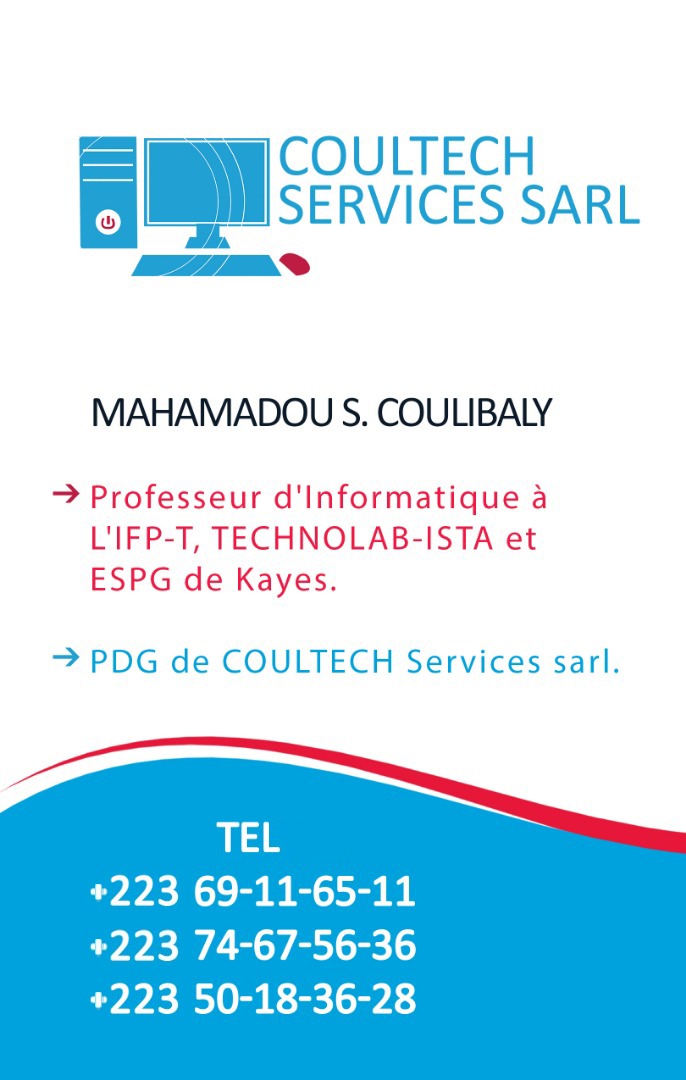 COULTECH
SERVICES SARL
MAHAMADOU S. COULIBALY
Professeur d'Informatique à
L'IFP-T, TECHNOLAB-ISTA et
ESPG de Kayes.
PDG de COULTECH Services sarl.
TEL
+223 69-11-65-11
+223 74-67-56-36
+223 50-18-36-28